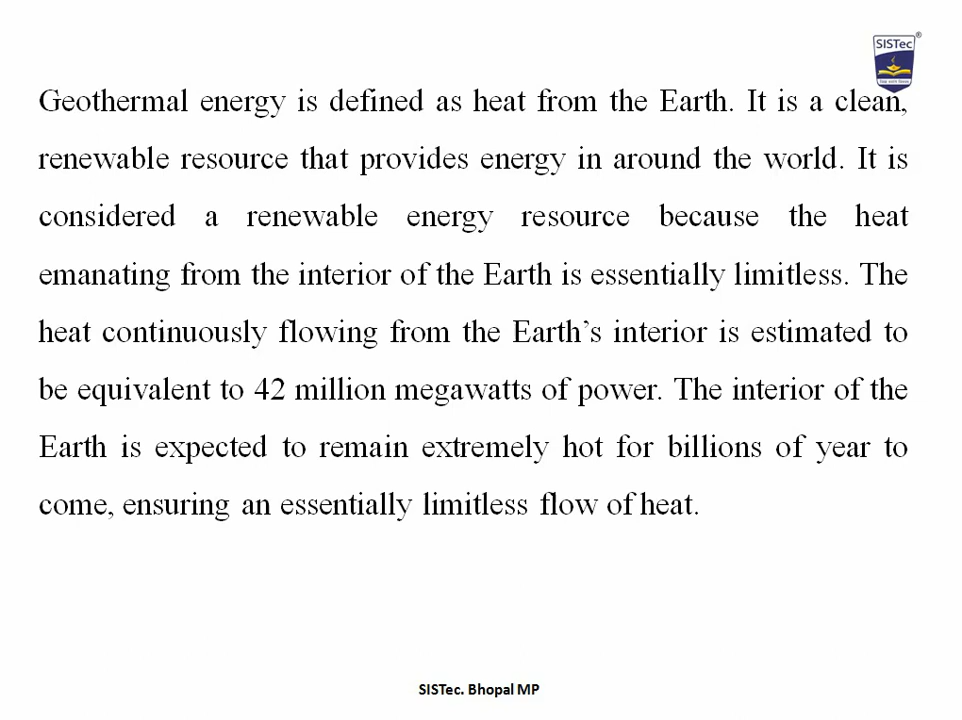 SISTec
Geothermal energy is defined as heat from the Earth. It is a clean,
renewable resource that provides energy in around the world. It is
considered a renewable energy resource because the heat
emanating from the interior of the Earth is essentially limitless. The
heat continuously flowing from the Earth’s interior is estimated to
be equivalent to 42 million megawatts of power. The interior of the
Earth is expected to remain extremely hot for billions of year to
come, ensuring an essentially limitless flow of heat.
SISTec. Bhopal MP